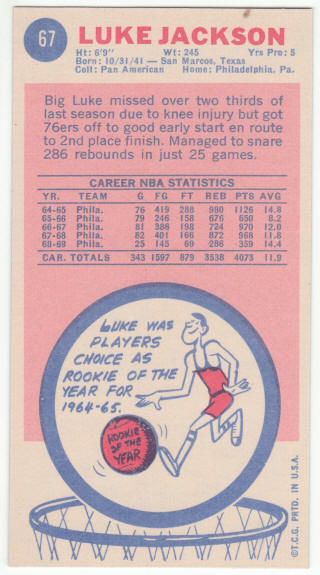 67 LUKE JACKSON
Ht: 6'9" Wt: 245 Yrs Pro: 5
Born: 10/31/41 — San Marcos, Texas
Coll: Pan American Home: Philadelphia, Pa.
Big Luke missed over two thirds of
last season due to knee injury but got
76ers off to good early start en route
to 2nd place finish. Managed to snare
286 rebounds in just 25 games.
CAREER NBA STATISTICS
YR. TEAM G FG FT REB PTS AVG
64-65 Phila. 76 419 288 980 1126 14.8
65-66 Phila. 79 246 158 676 650 8.2
66-67 Phila. 81 386 198 724 970 12.0
67-68 Phila. 82 401 166 872 968 11.8
68-69 Phila. 25 145 69 286 359 14.4
CAR. TOTALS 343 1597 879 3538 4073 11.9
LUKE WAS
PLAYERS
CHOICE AS
ROOKIE OF THE
YEAR FOR
1964-65.
ROOKIE
OF THE
YEAR
©T.C.G. PRTD. IN U.S.A.